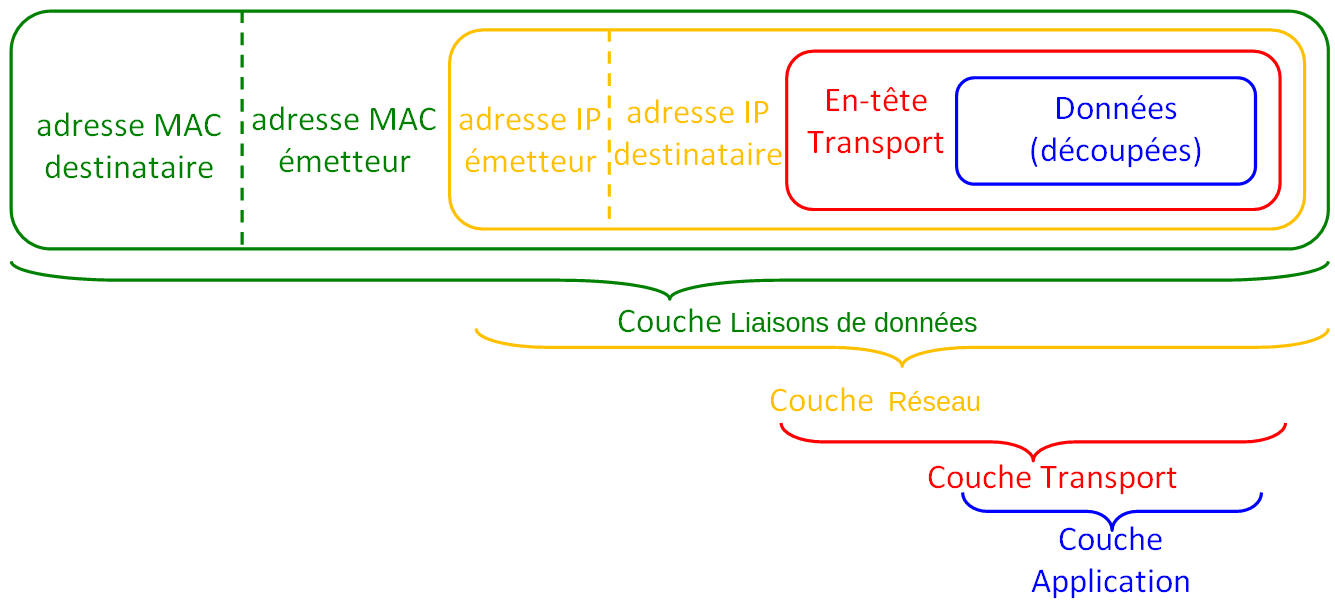 adresse MAC
destinataire
adresse MAC
émetteur
adresse IP
émetteur
adresse IP
destinataire
En-tête
Transport
Données
(découpées)
Couche Liaisons de données
Couche Réseau
Couche Transport
Couche
Application